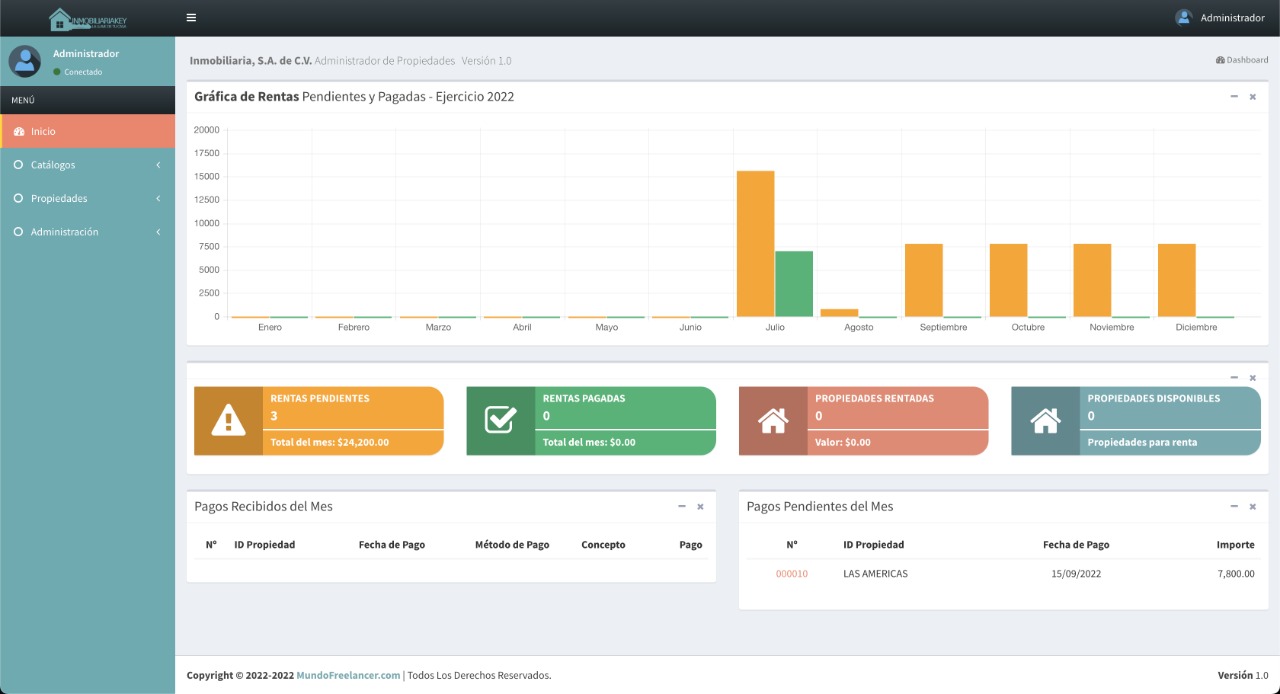 INMOBILIARIAKEY
Administrador
Administrador
Conectado
MENÚ
Inicio
Catálogos
Propiedades
Administración
Inmobiliaria, S.A. de C.V. Administrador de Propiedades Versión 1.0
Dashboard
Gráfica de Rentas Pendientes y Pagadas - Ejercicio 2022
20000
17500
15000
12500
10000
7500
5000
2500
0
Enero Febrero Marzo Abril Mayo Junio Julio Agosto Septiembre Octubre Noviembre Diciembre
RENTAS PENDIENTES
3
Total del mes: $24,200.00
RENTAS PAGADAS
0
Total del mes: $0.00
PROPIEDADES RENTADAS
0
Valor: $0.00
PROPIEDADES DISPONIBLES
0
Propiedades para renta
Pagos Recibidos del Mes
Nº ID Propiedad Fecha de Pago Método de Pago Concepto Pago
Pagos Pendientes del Mes
Nº ID Propiedad Fecha de Pago Importe
000010 LAS AMERICAS 15/09/2022 7,800.00
Copyright © 2022-2022 MundoFreelancer.com | Todos Los Derechos Reservados.
Versión 1.0